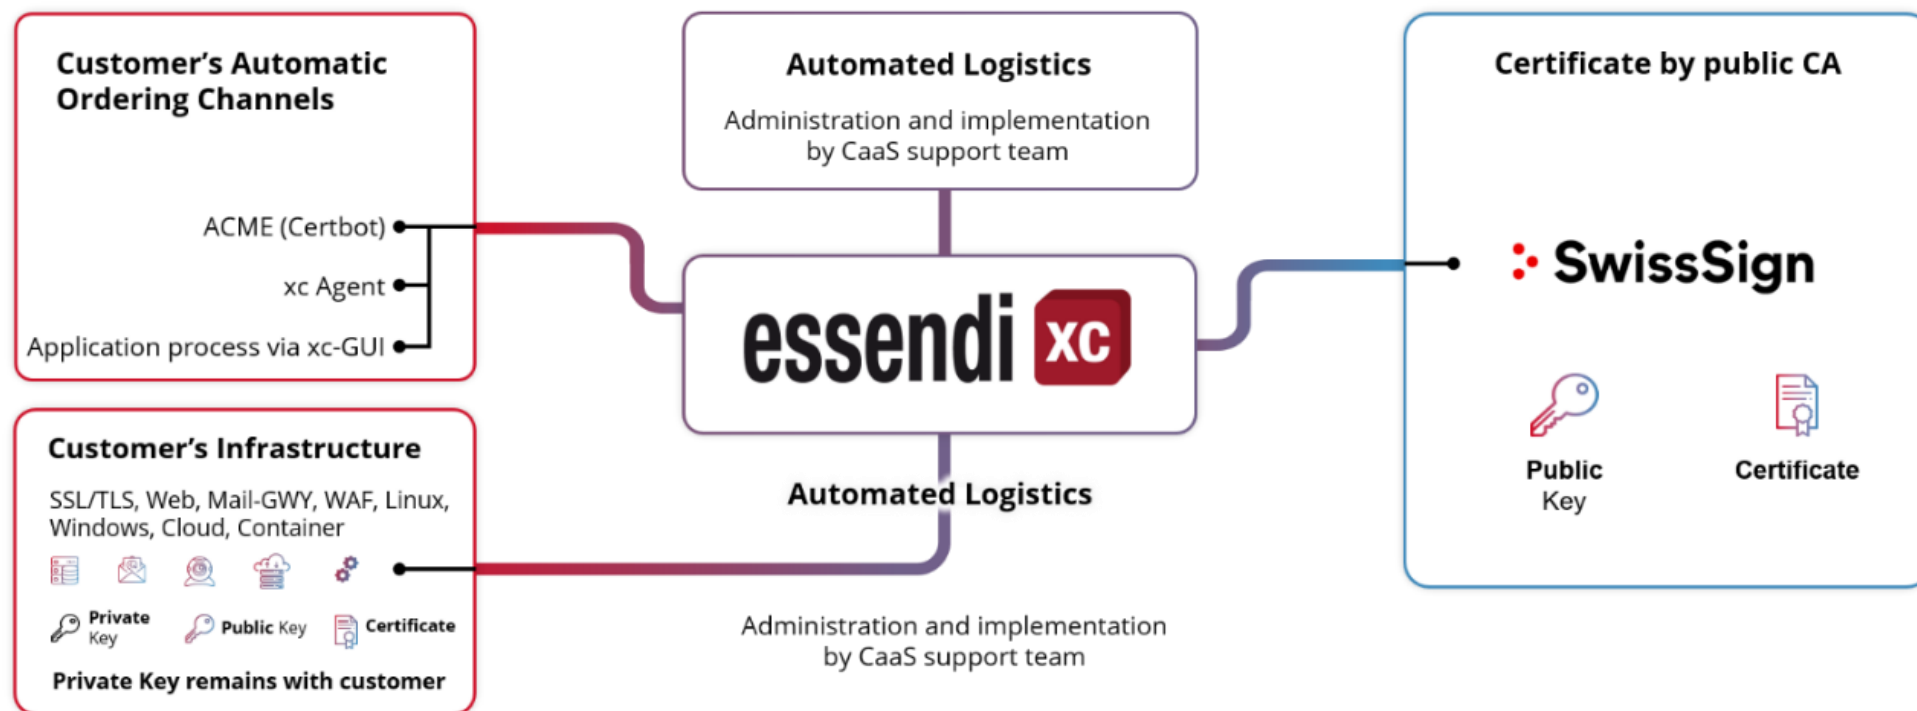 Customer’s Automatic
Ordering Channels
ACME (Certbot)
xc Agent
Application process via xc-GUI
Customer’s Infrastructure
SSL/TLS, Web, Mail-GWY, WAF, Linux,
Windows, Cloud, Container
Private
Key
Public Key
Certificate
Private Key remains with customer
Automated Logistics
Administration and implementation
by CaaS support team
essendi xc
Automated Logistics
Administration and implementation
by CaaS support team
Certificate by public CA
SwissSign
Public
Key
Certificate